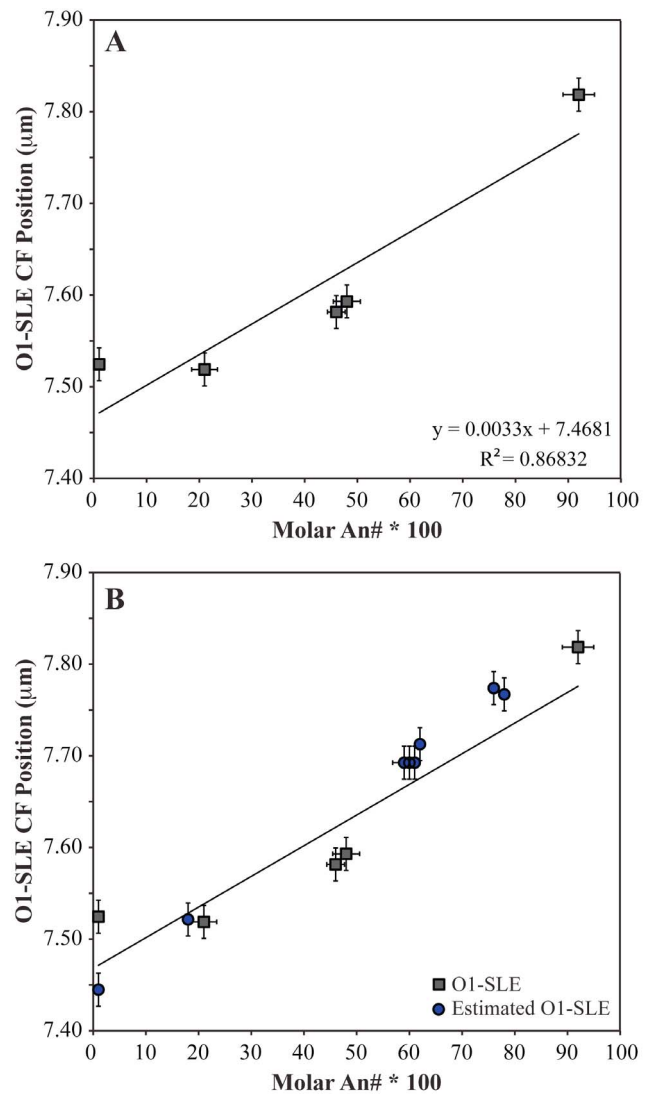 A
7.90
7.80
7.70
7.60
7.50
7.40
O1-SLE CF Position (μm)
y = 0.0033x + 7.4681
R² = 0.86832
0 10 20 30 40 50 60 70 80 90 100
Molar An# * 100
B
7.90
7.80
7.70
7.60
7.50
7.40
O1-SLE CF Position (μm)
O1-SLE
Estimated O1-SLE
0 10 20 30 40 50 60 70 80 90 100
Molar An# * 100